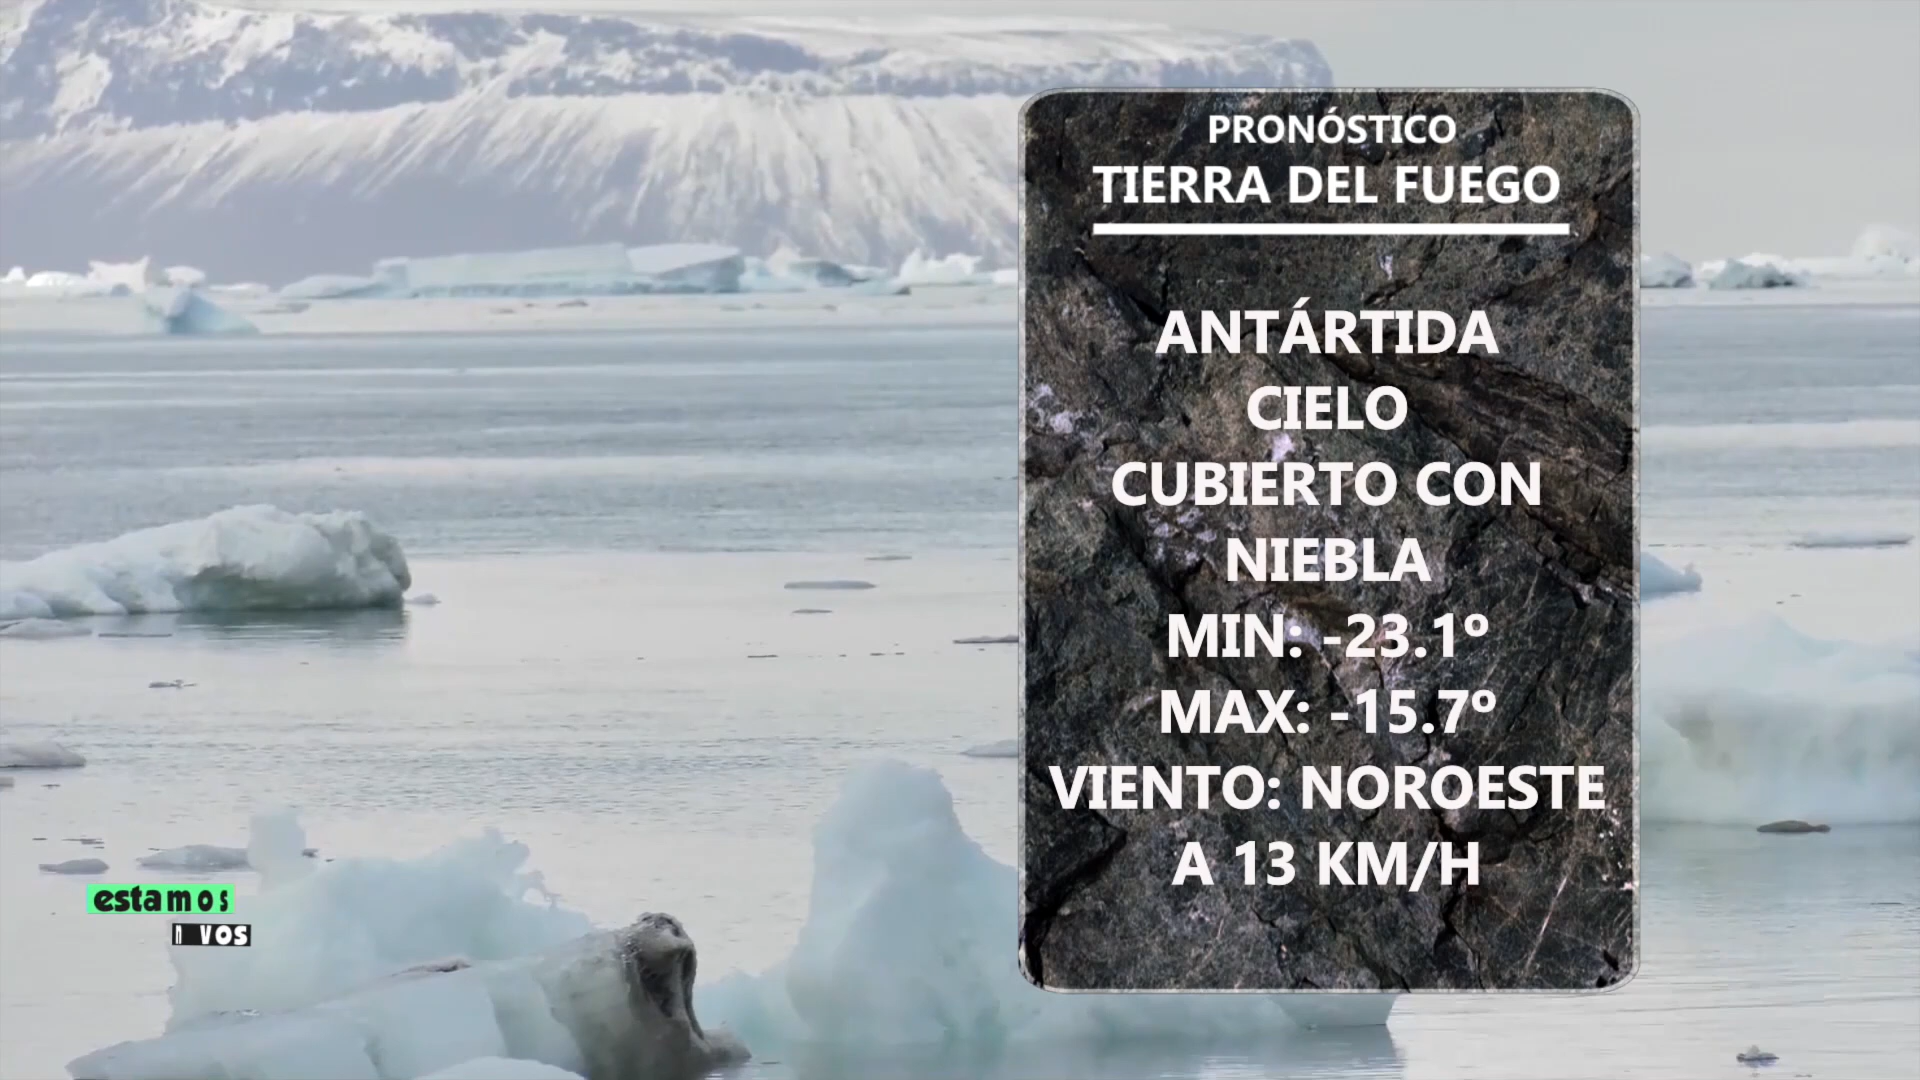 PRONÓSTICO
TIERRA DEL FUEGO
ANTÁRTIDA
CIELO
CUBIERTO CON
NIEBLA
MIN: -23.1º
MAX: -15.7º
VIENTO: NOROESTE
A 13 KM/H
estamos
VOS